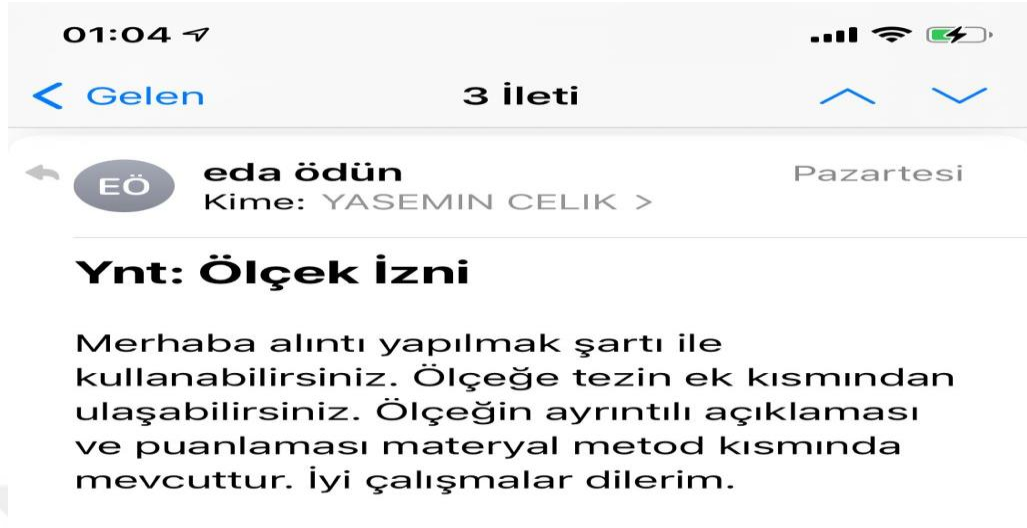 01:04
Gelen
3 İleti
EÖ
eda ödün
Pazartesi
Kime: YASEMIN CELIK >
Ynt: Ölçek İzni
Merhaba alıntı yapılmak şartı ile
kullanabilirsiniz. Ölçeğe tezin ek kısmından
ulaşabilirsiniz. Ölçeğin ayrıntılı açıklaması
ve puanlaması materyal metod kısmında
mevcuttur. İyi çalışmalar dilerim.